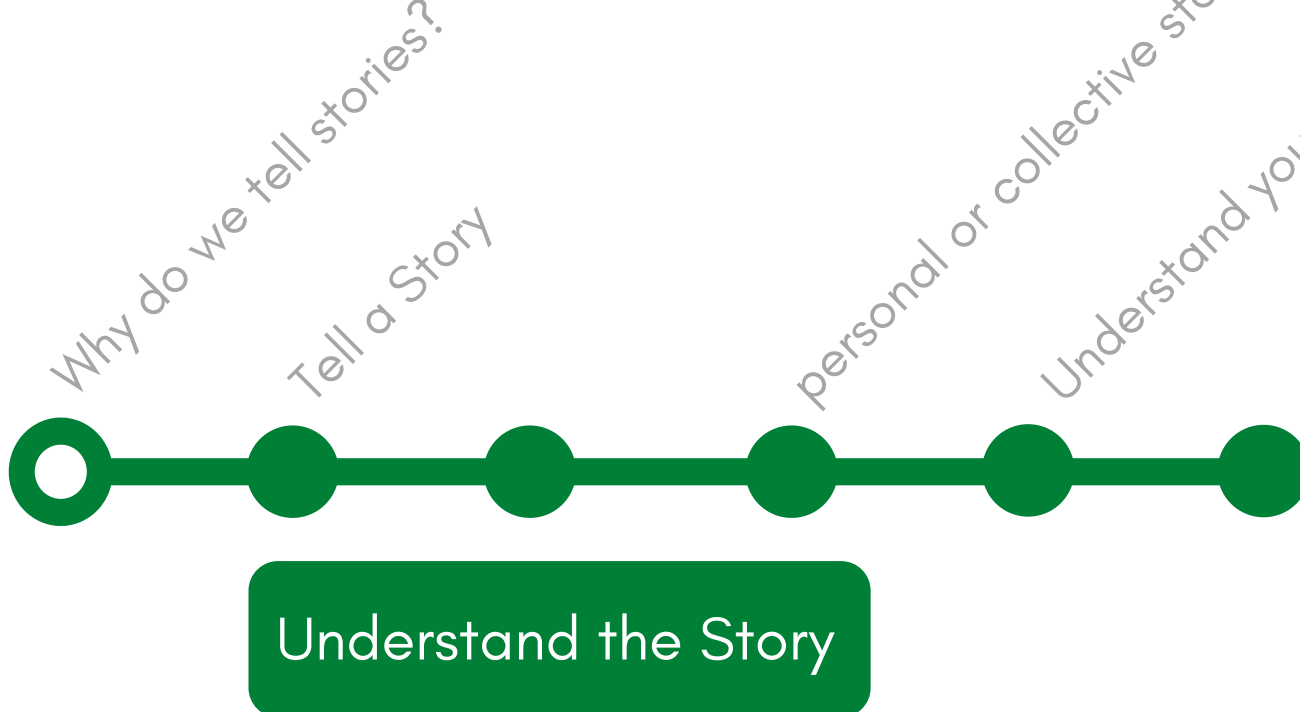 Why do we tell stories?
Tell a Story
personal or collective
Understand
Understand the Story